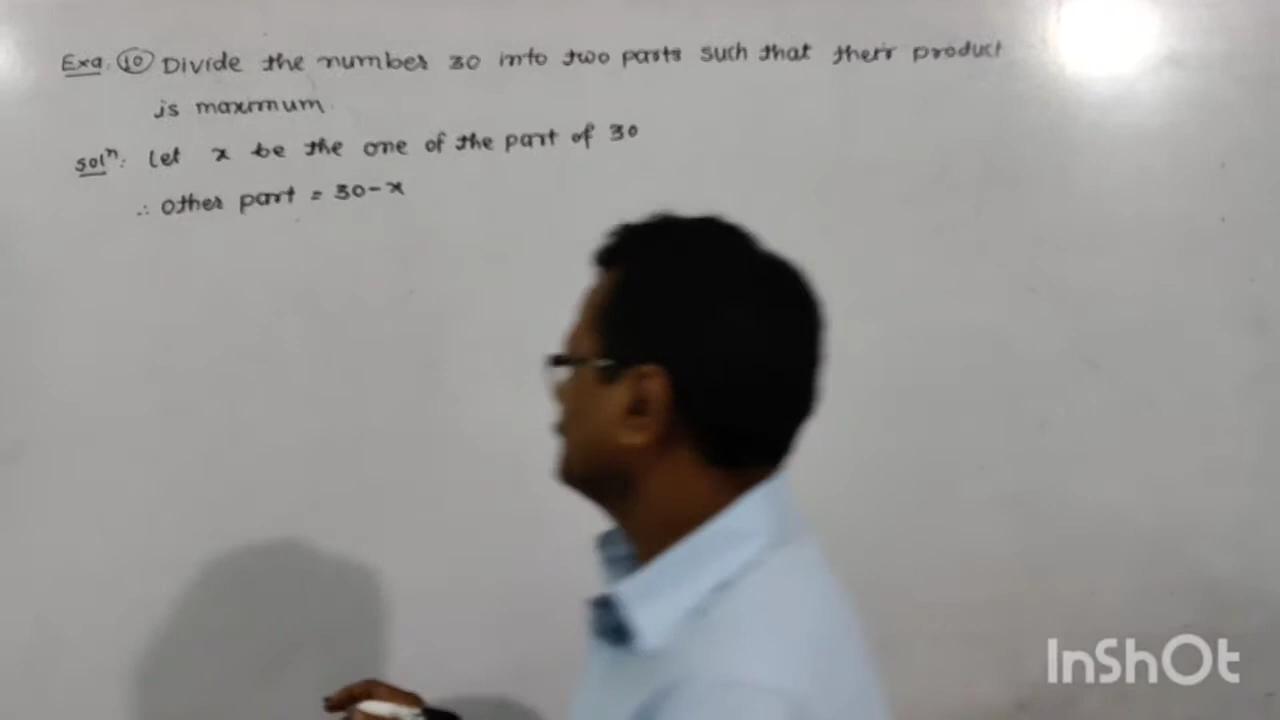 Exa. 10 Divide the number 30 into two parts such that their product
is maximum.
Solⁿ: Let x be the one of the part of 30
∴ other part = 30-x
InShOt